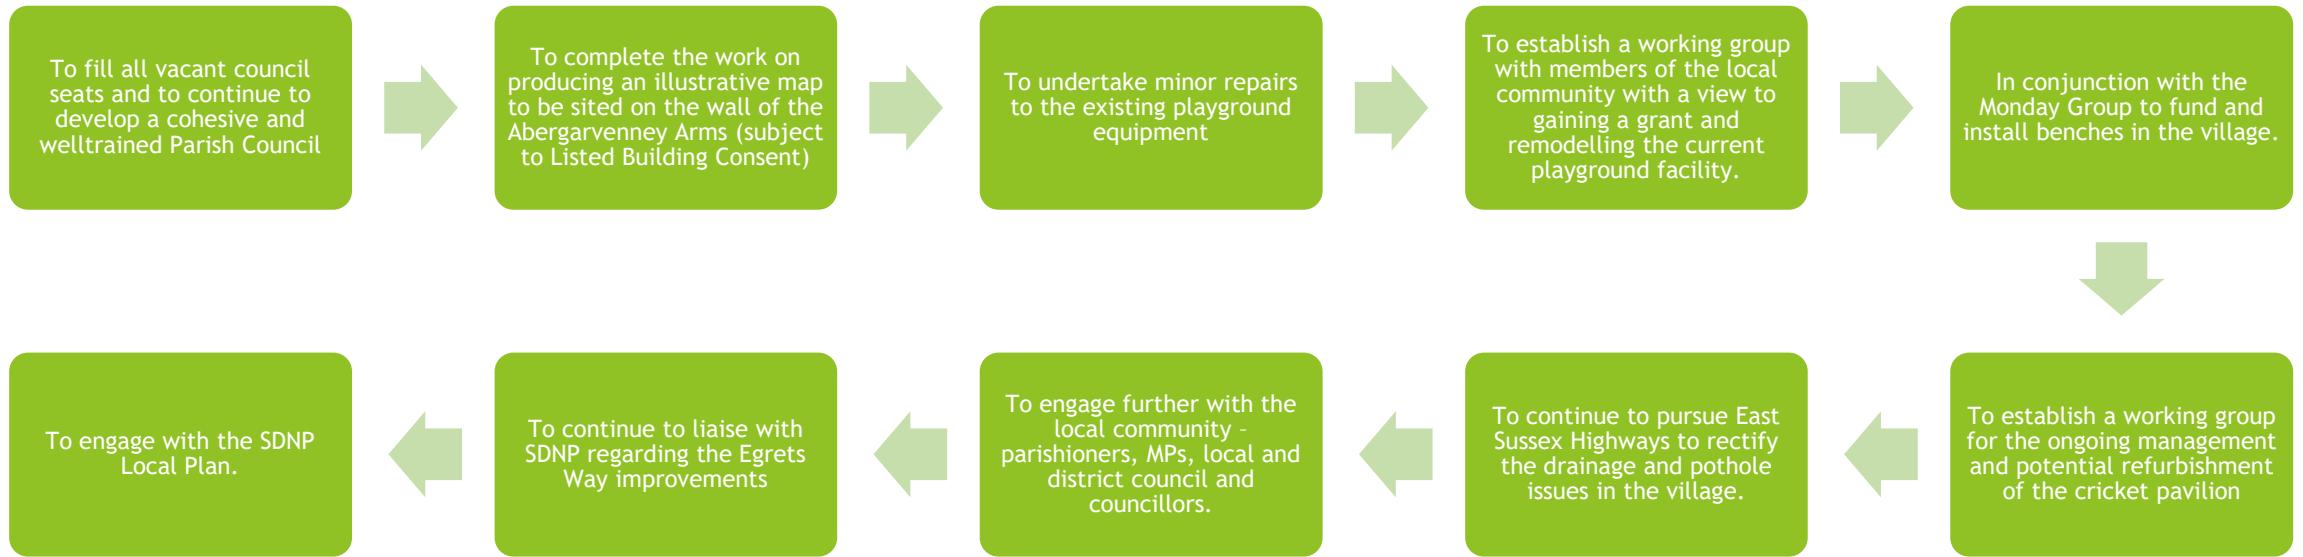 To fill all vacant council
seats and to continue to
develop a cohesive and
welltrained Parish Council
To complete the work on
producing an illustrative map
to be sited on the wall of the
Abergarvenney Arms (subject
to Listed Building Consent)
To undertake minor repairs
to the existing playground
equipment
To establish a working group
with members of the local
community with a view to
gaining a grant and
remodelling the current
playground facility.
In conjunction with the
Monday Group to fund and
install benches in the village.
To establish a working group
for the ongoing management
and potential refurbishment
of the cricket pavilion
To continue to pursue East
Sussex Highways to rectify
the drainage and pothole
issues in the village.
To engage further with the
local community –
parishioners, MPs, local and
district council and
councillors.
To continue to liaise with
SDNP regarding the Egrets
Way improvements
To engage with the SDNP
Local Plan.